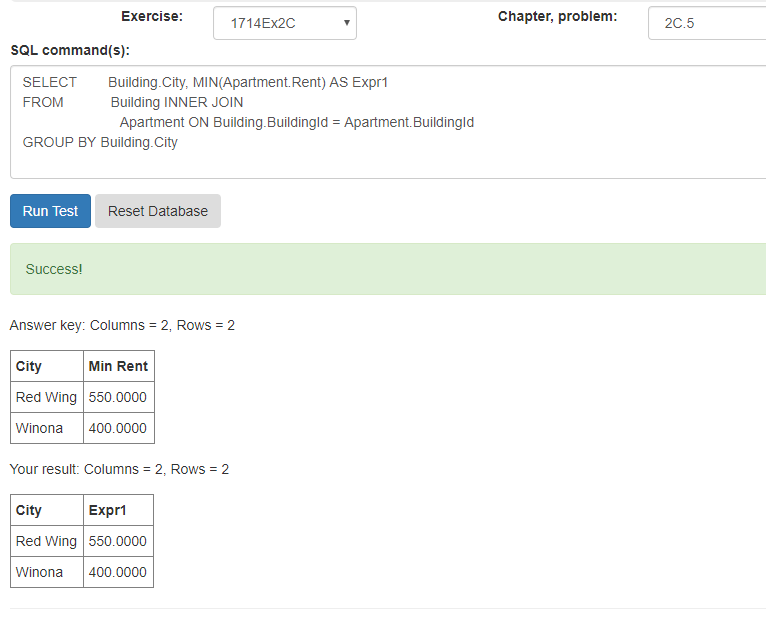 Exercise: 1714Ex2C Chapter, problem: 2C.5
SQL command(s):
SELECT Building.City, MIN(Apartment.Rent) AS Expr1
FROM Building INNER JOIN
Apartment ON Building.BuildingId = Apartment.BuildingId
GROUP BY Building.City
Run Test Reset Database
Success!
Answer key: Columns = 2, Rows = 2
City Min Rent
Red Wing 550.0000
Winona 400.0000
Your result: Columns = 2, Rows = 2
City Expr1
Red Wing 550.0000
Winona 400.0000